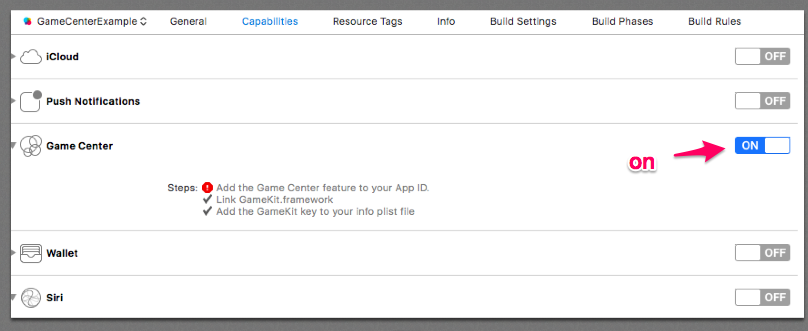 GameCenterExample General Capabilities Resource Tags Info Build Settings Build Phases Build Rules
iCloud OFF
Push Notifications OFF
Game Center ON
on
Steps: Add the Game Center feature to your App ID.
Link GameKit.framework
Add the GameKit key to your info plist file
Wallet OFF
Siri OFF